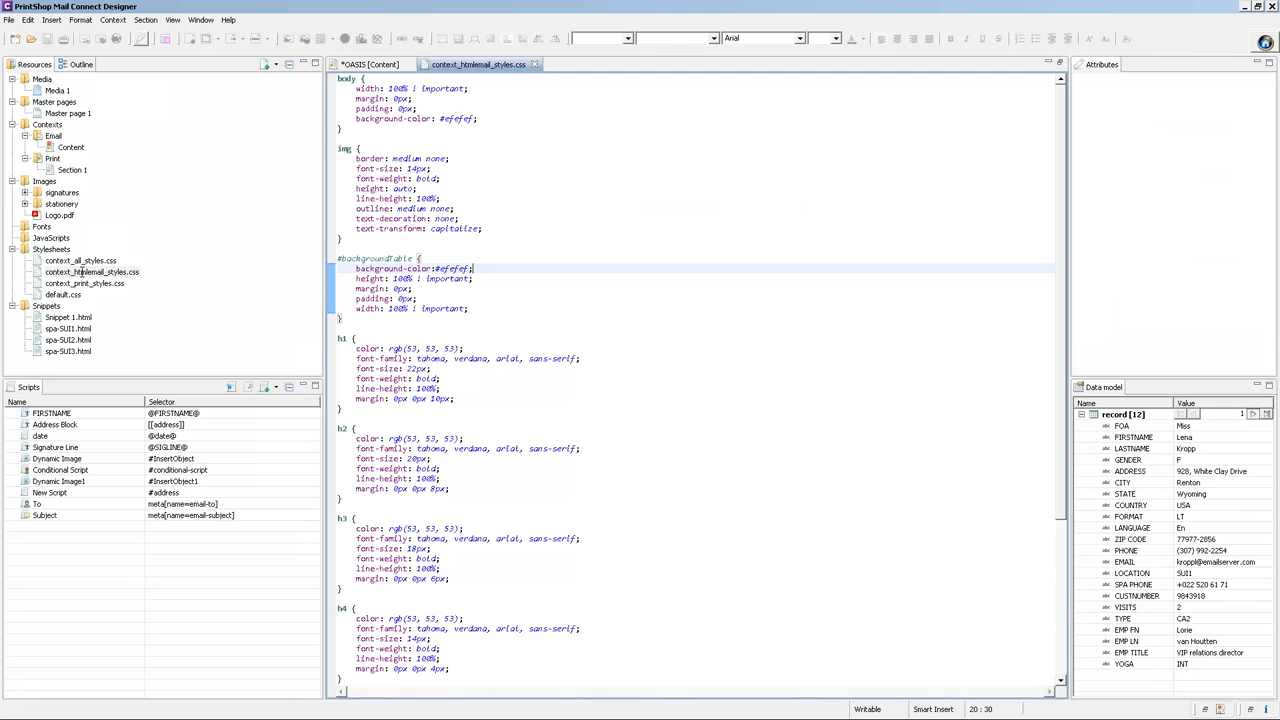 PrintShop Mail Connect Designer
File Edit Insert Format Context Section View Window Help
Arial
Resources Outline
Media
Media 1
Master pages
Master page 1
Contexts
Email
Content
Print
Section 1
Images
signatures
stationery
Logo.pdf
Fonts
JavaScripts
Stylesheets
context_all_styles.css
context_htmlemail_styles.css
context_print_styles.css
default.css
Snippets
Snippet 1.html
spa-SUI1.html
spa-SUI2.html
spa-SUI3.html
Scripts
Name Selector
FIRSTNAME @FIRSTNAME@
Address Block [[address]]
date @date@
Signature Line @SIGLINE@
Dynamic Image #InsertObject
Conditional Script #conditional-script
Dynamic Image1 #InsertObject1
New Script #address
To meta[name=email-to]
Subject meta[name=email-subject]
*OASIS [Content] context_htmlemail_styles.css
body {
width: 100% ! important;
margin: 0px;
padding: 0px;
background-color: #efefef;
}
img {
border: medium none;
font-size: 14px;
font-weight: bold;
height: auto;
line-height: 100%;
outline: medium none;
text-decoration: none;
text-transform: capitalize;
}
#backgroundTable {
background-color:#efefef;
height: 100% ! important;
margin: 0px;
padding: 0px;
width: 100% ! important;
}
h1 {
color: rgb(53, 53, 53);
font-family: tahoma, verdana, arial, sans-serif;
font-size: 22px;
font-weight: bold;
line-height: 100%;
margin: 0px 0px 10px;
}
h2 {
color: rgb(53, 53, 53);
font-family: tahoma, verdana, arial, sans-serif;
font-size: 20px;
font-weight: bold;
line-height: 100%;
margin: 0px 0px 8px;
}
h3 {
color: rgb(53, 53, 53);
font-family: tahoma, verdana, arial, sans-serif;
font-size: 18px;
font-weight: bold;
line-height: 100%;
margin: 0px 0px 6px;
}
h4 {
color: rgb(53, 53, 53);
font-family: tahoma, verdana, arial, sans-serif;
font-size: 14px;
font-weight: bold;
line-height: 100%;
margin: 0px 0px 4px;
}
Attributes
Data model
Name Value
record [12] 1
FOA Miss
FIRSTNAME Lena
LASTNAME Kropp
GENDER F
ADDRESS 928, White Clay Drive
CITY Renton
STATE Wyoming
COUNTRY USA
FORMAT LT
LANGUAGE En
ZIP CODE 77977-2856
PHONE (307) 992-2254
EMAIL kroppl@emailserver.com
LOCATION SUI1
SPA PHONE +022 520 61 71
CUSTNUMBER 9843918
VISITS 2
TYPE CA2
EMP FN Lorie
EMP LN van Houtten
EMP TITLE VIP relations director
YOGA INT
Writable Smart Insert 20 : 30